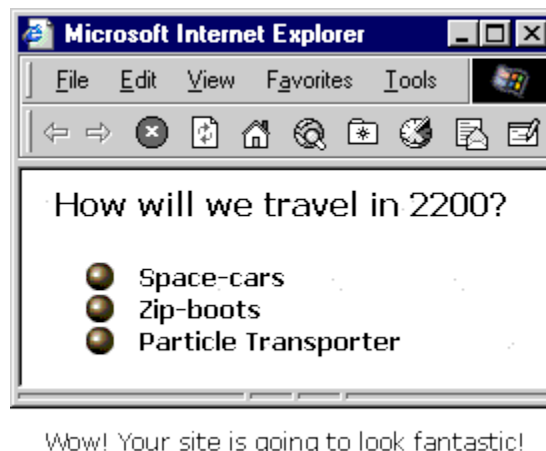 Microsoft Internet Explorer
File Edit View Favorites Tools
How will we travel in 2200?
Space-cars
Zip-boots
Particle Transporter
Wow! Your site is going to look fantastic!